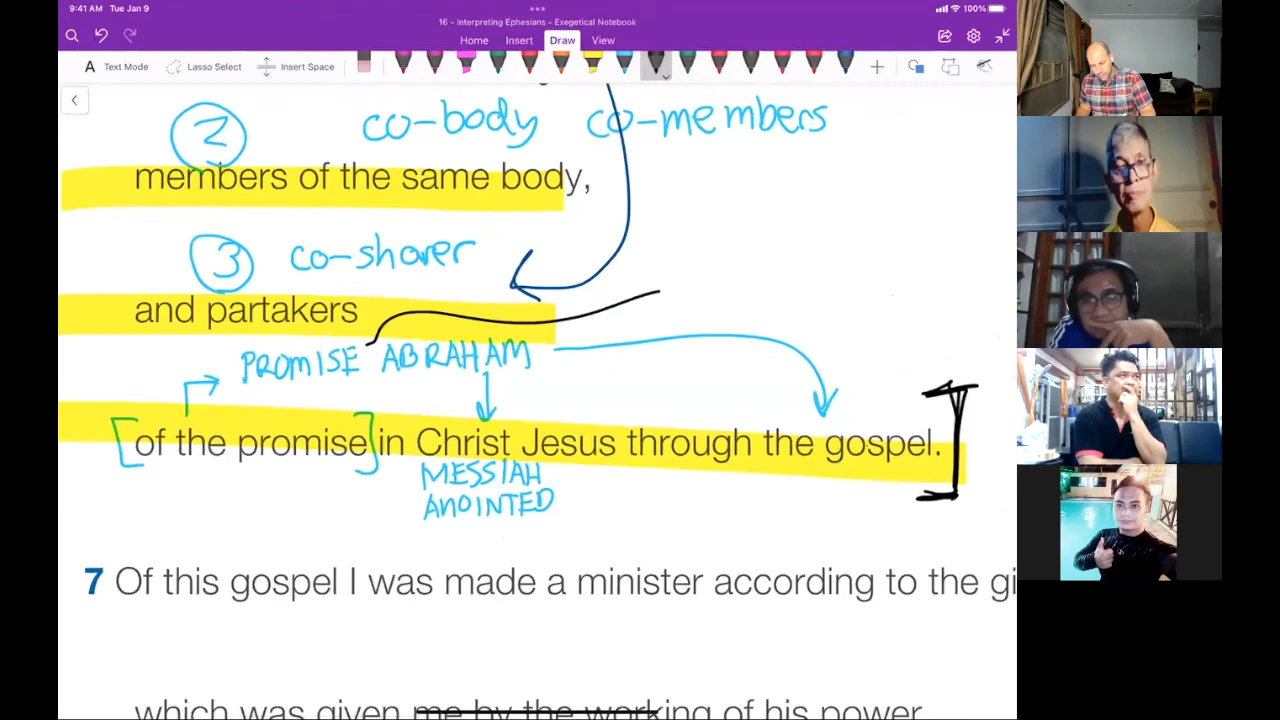 9:41 AM Tue Jan 9
100%
16 - Interpreting Ephesians - Exegetical Notebook
Home Insert Draw View
A Text Mode Lasso Select Insert Space
2 co-body co-members
members of the same body,
3 co-sharer
and partakers
PROMISE ABRAHAM
[of the promise] in Christ Jesus through the gospel.
MESSIAH
ANOINTED
7 Of this gospel I was made a minister according to the gi
which was given me by the working of his power